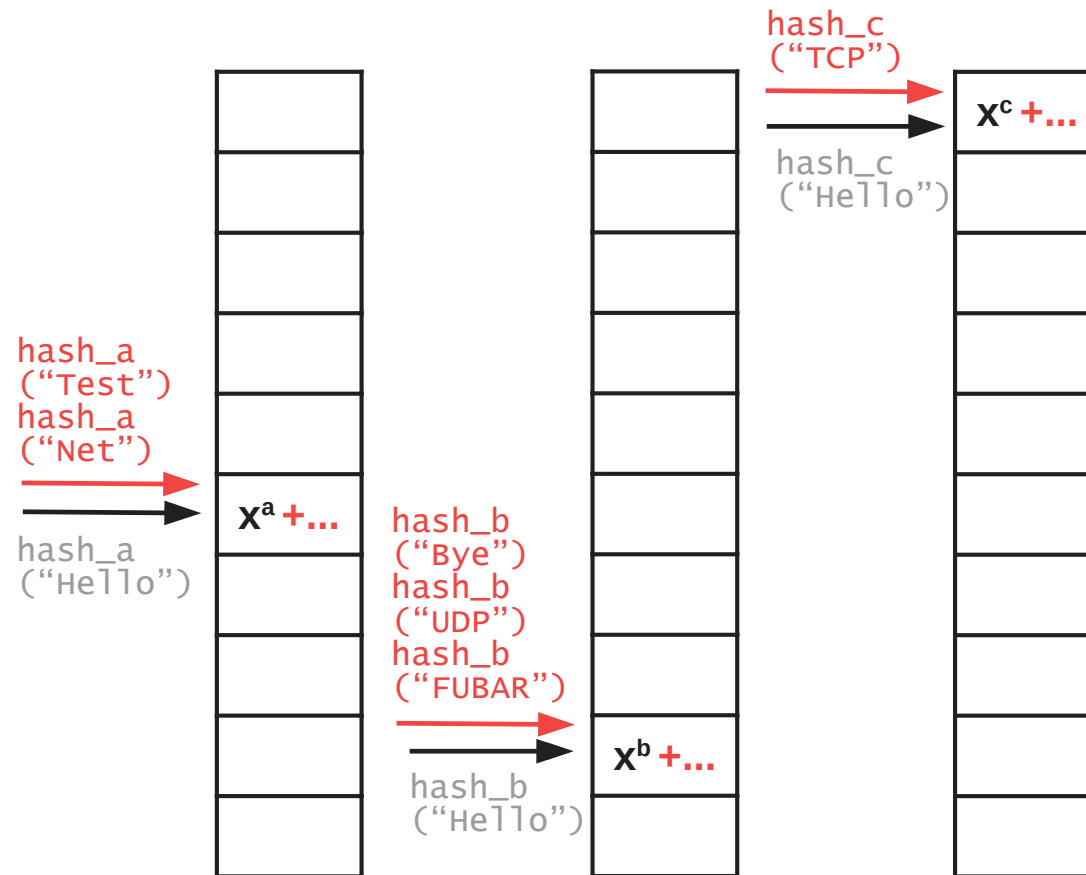 hash_a
(“Test”)
hash_a
(“Net”)
hash_a
(“Hello”)
xᵃ +...
hash_b
(“Bye”)
hash_b
(“UDP”)
hash_b
(“FUBAR”)
hash_b
(“Hello”)
xᵇ +...
hash_c
(“TCP”)
hash_c
(“Hello”)
xᶜ +...